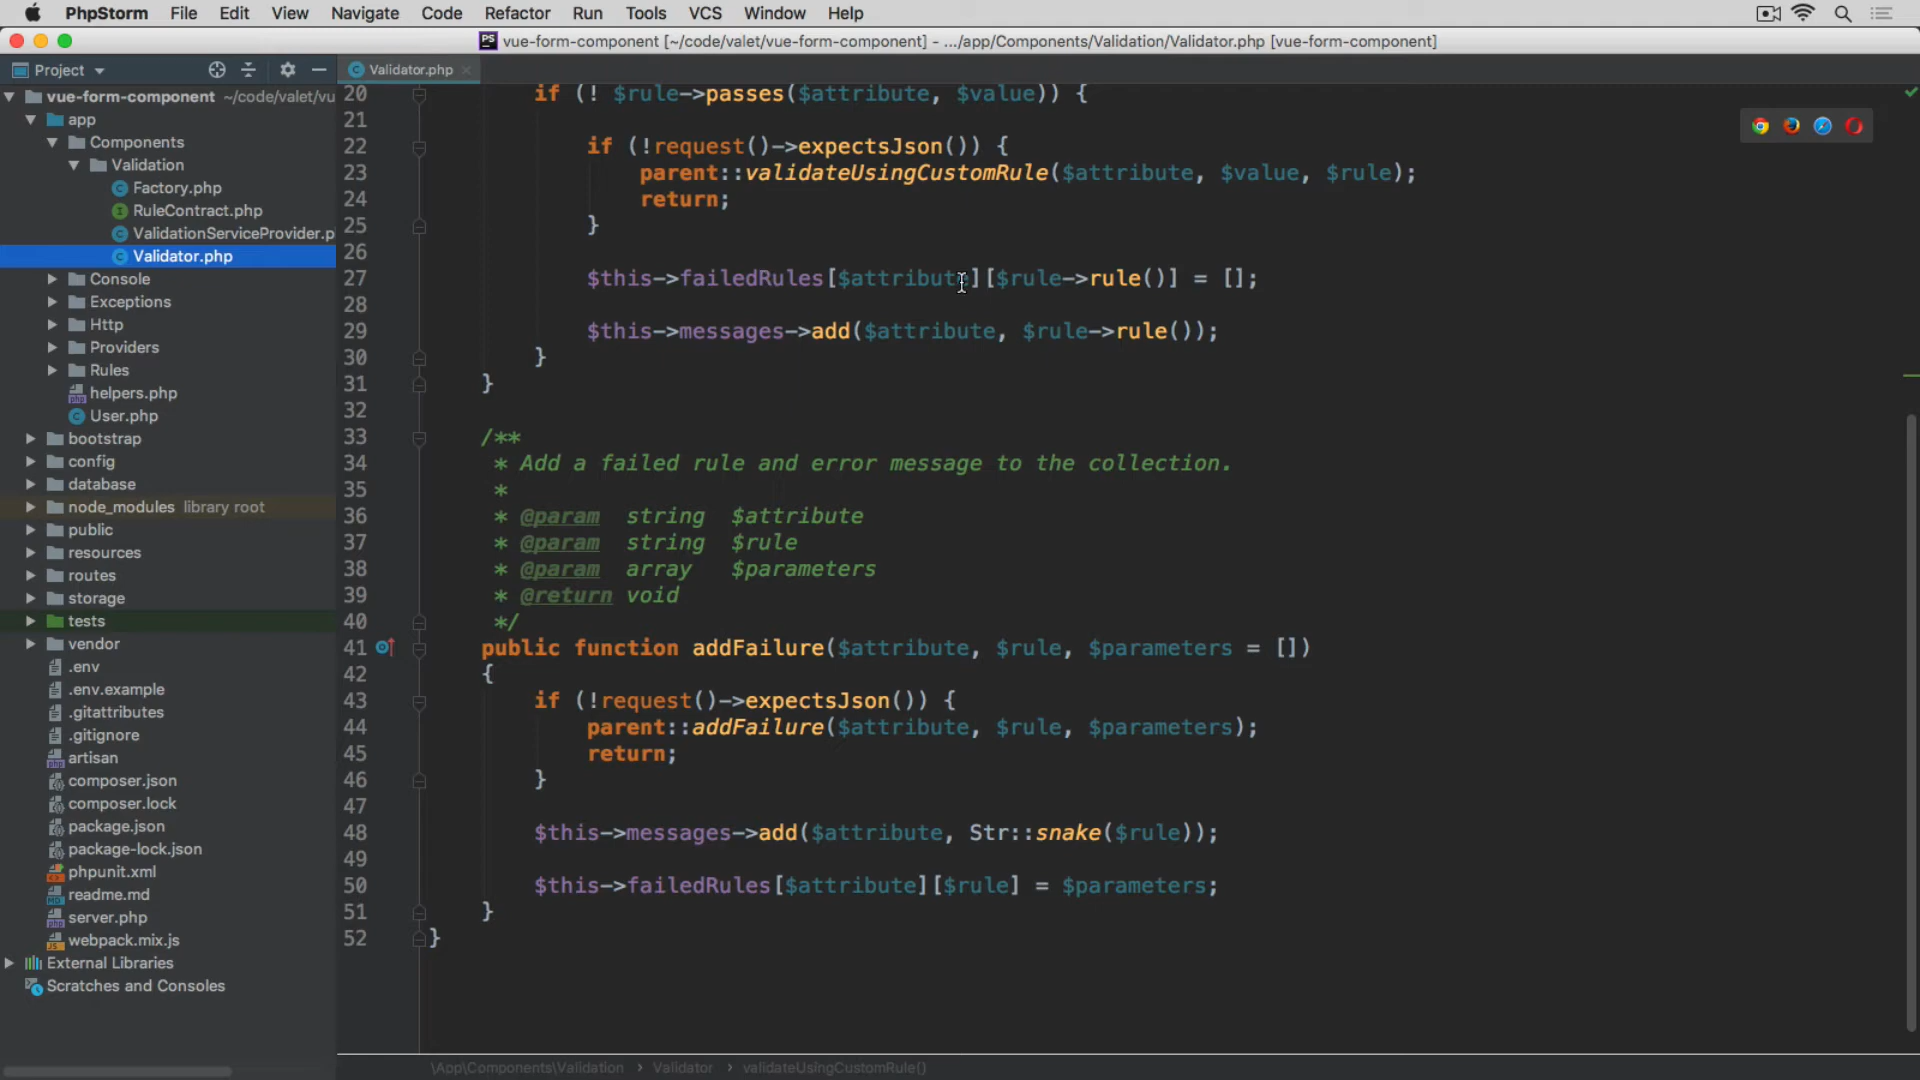 PhpStorm File Edit View Navigate Code Refactor Run Tools VCS Window Help
vue-form-component [~/code/valet/vue-form-component] - .../app/Components/Validation/Validator.php [vue-form-component]
Project
Validator.php
vue-form-component ~/code/valet/vu
app
Components
Validation
Factory.php
RuleContract.php
ValidationServiceProvider.p
Validator.php
Console
Exceptions
Http
Providers
Rules
helpers.php
User.php
bootstrap
config
database
node_modules library root
public
resources
routes
storage
tests
vendor
.env
.env.example
.gitattributes
.gitignore
artisan
composer.json
composer.lock
package.json
package-lock.json
phpunit.xml
readme.md
server.php
webpack.mix.js
External Libraries
Scratches and Consoles
20 if (! $rule->passes($attribute, $value)) {
21
22 if (!request()->expectsJson()) {
23 parent::validateUsingCustomRule($attribute, $value, $rule);
24 return;
25 }
26
27 $this->failedRules[$attribute][$rule->rule()] = [];
28
29 $this->messages->add($attribute, $rule->rule());
30 }
31 }
32
33 /**
34 * Add a failed rule and error message to the collection.
35 *
36 * @param string $attribute
37 * @param string $rule
38 * @param array $parameters
39 * @return void
40 */
41 public function addFailure($attribute, $rule, $parameters = [])
42 {
43 if (!request()->expectsJson()) {
44 parent::addFailure($attribute, $rule, $parameters);
45 return;
46 }
47
48 $this->messages->add($attribute, Str::snake($rule));
49
50 $this->failedRules[$attribute][$rule] = $parameters;
51 }
52 }
\App\Components\Validation › Validator › validateUsingCustomRule()